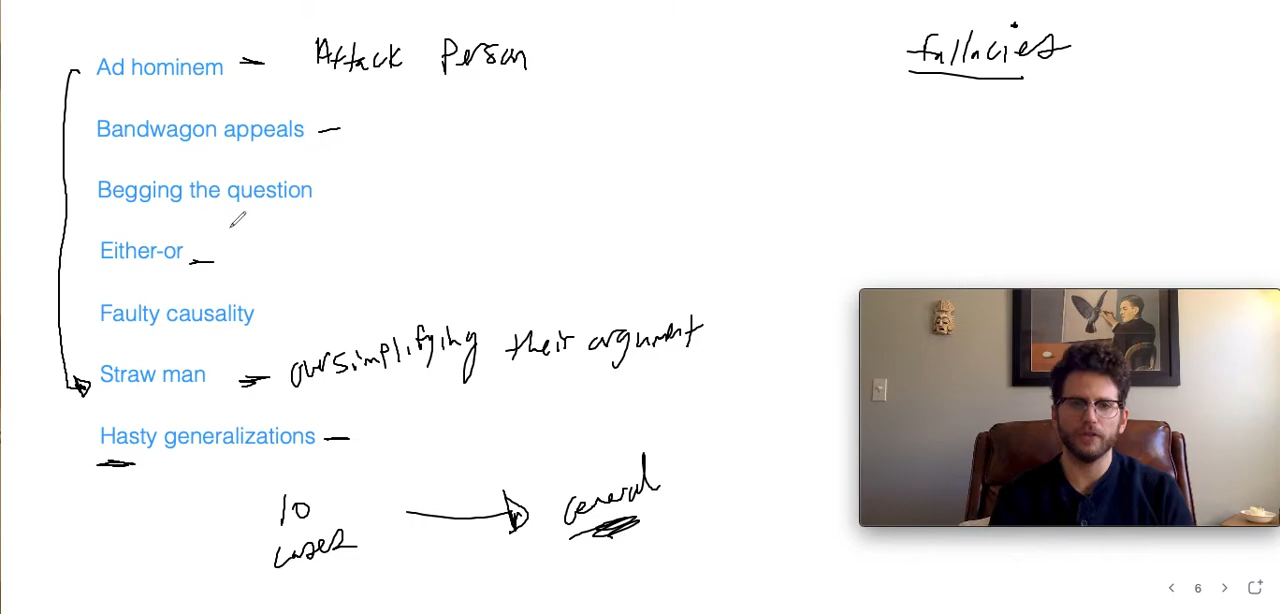 Ad hominem - Attack Person
fallacies
Bandwagon appeals -
Begging the question
Either-or -
Faulty causality
Straw man - oversimplifying their argument
Hasty generalizations -
10 cases → General
6